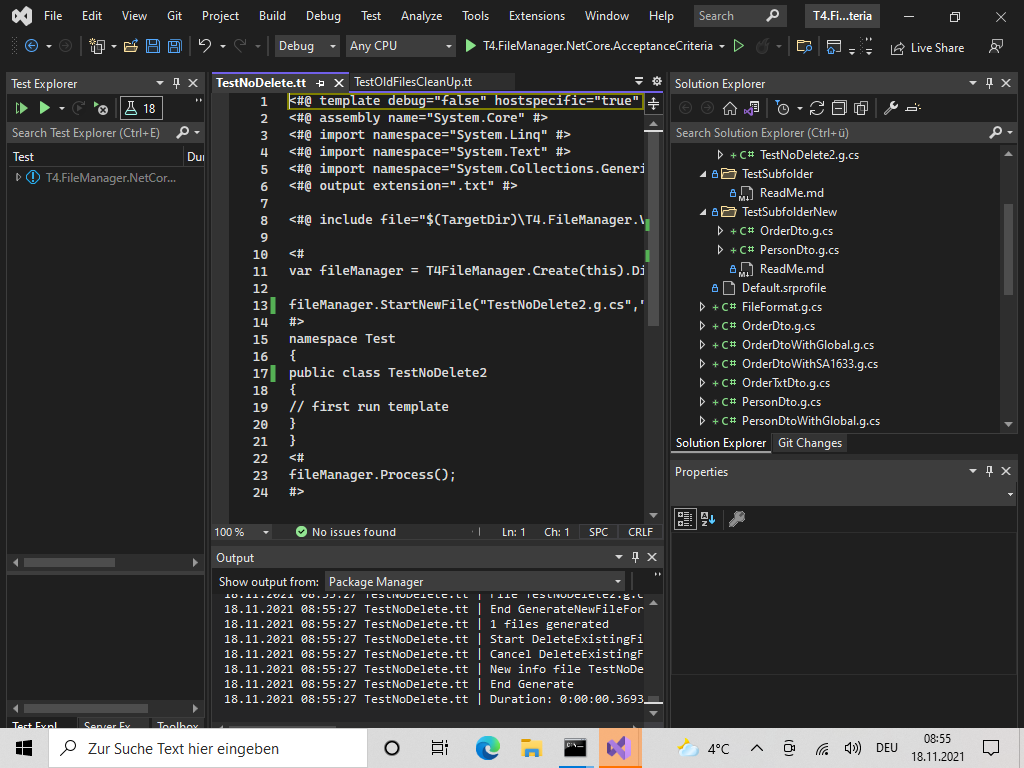 File Edit View Git Project Build Debug Test Analyze Tools Extensions Window Help Search T4.Fi...teria
Debug Any CPU T4.FileManager.NetCore.AcceptanceCriteria Live Share
Test Explorer
18
Search Test Explorer (Ctrl+E)
Test Dur
T4.FileManager.NetCor...
TestNoDelete.tt TestOldFilesCleanUp.tt
1 <#@ template debug="false" hostspecific="true"
2 <#@ assembly name="System.Core" #>
3 <#@ import namespace="System.Linq" #>
4 <#@ import namespace="System.Text" #>
5 <#@ import namespace="System.Collections.Generi
6 <#@ output extension=".txt" #>
7
8 <#@ include file="$(TargetDir)\T4.FileManager.V
9
10 <#
11 var fileManager = T4FileManager.Create(this).Di
12
13 fileManager.StartNewFile("TestNoDelete2.g.cs","
14 #>
15 namespace Test
16 {
17 public class TestNoDelete2
18 {
19 // first run template
20 }
21 }
22 <#
23 fileManager.Process();
24 #>
100 % No issues found Ln: 1 Ch: 1 SPC CRLF
Output
Show output from: Package Manager
18.11.2021 08:55:27 TestNoDelete.tt | File TestNoDelete2.g.c
18.11.2021 08:55:27 TestNoDelete.tt | End GenerateNewFileFor
18.11.2021 08:55:27 TestNoDelete.tt | 1 files generated
18.11.2021 08:55:27 TestNoDelete.tt | Start DeleteExistingFi
18.11.2021 08:55:27 TestNoDelete.tt | Cancel DeleteExistingF
18.11.2021 08:55:27 TestNoDelete.tt | New info file TestNoDe
18.11.2021 08:55:27 TestNoDelete.tt | End Generate
18.11.2021 08:55:27 TestNoDelete.tt | Duration: 0:00:00.3693
Solution Explorer
Search Solution Explorer (Ctrl+ü)
+ C# TestNoDelete2.g.cs
TestSubfolder
ReadMe.md
TestSubfolderNew
+ C# OrderDto.g.cs
+ C# PersonDto.g.cs
ReadMe.md
Default.srprofile
+ C# FileFormat.g.cs
+ C# OrderDto.g.cs
+ C# OrderDtoWithGlobal.g.cs
+ C# OrderDtoWithSA1633.g.cs
+ C# OrderTxtDto.g.cs
+ C# PersonDto.g.cs
+ C# PersonDtoWithGlobal.g.cs
Solution Explorer Git Changes
Properties
Test Expl... Server Ex... Toolbox
Zur Suche Text hier eingeben 4°C DEU 08:55
18.11.2021